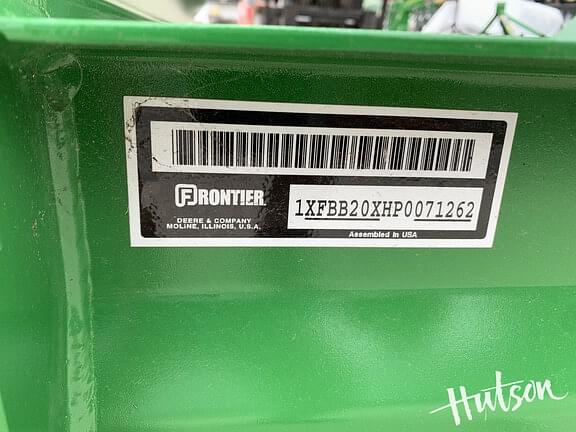 FRONTIER
DEERE & COMPANY
MOLINE, ILLINOIS, U.S.A.
1XFBB20XHP0071262
Assembled in USA
Hutson